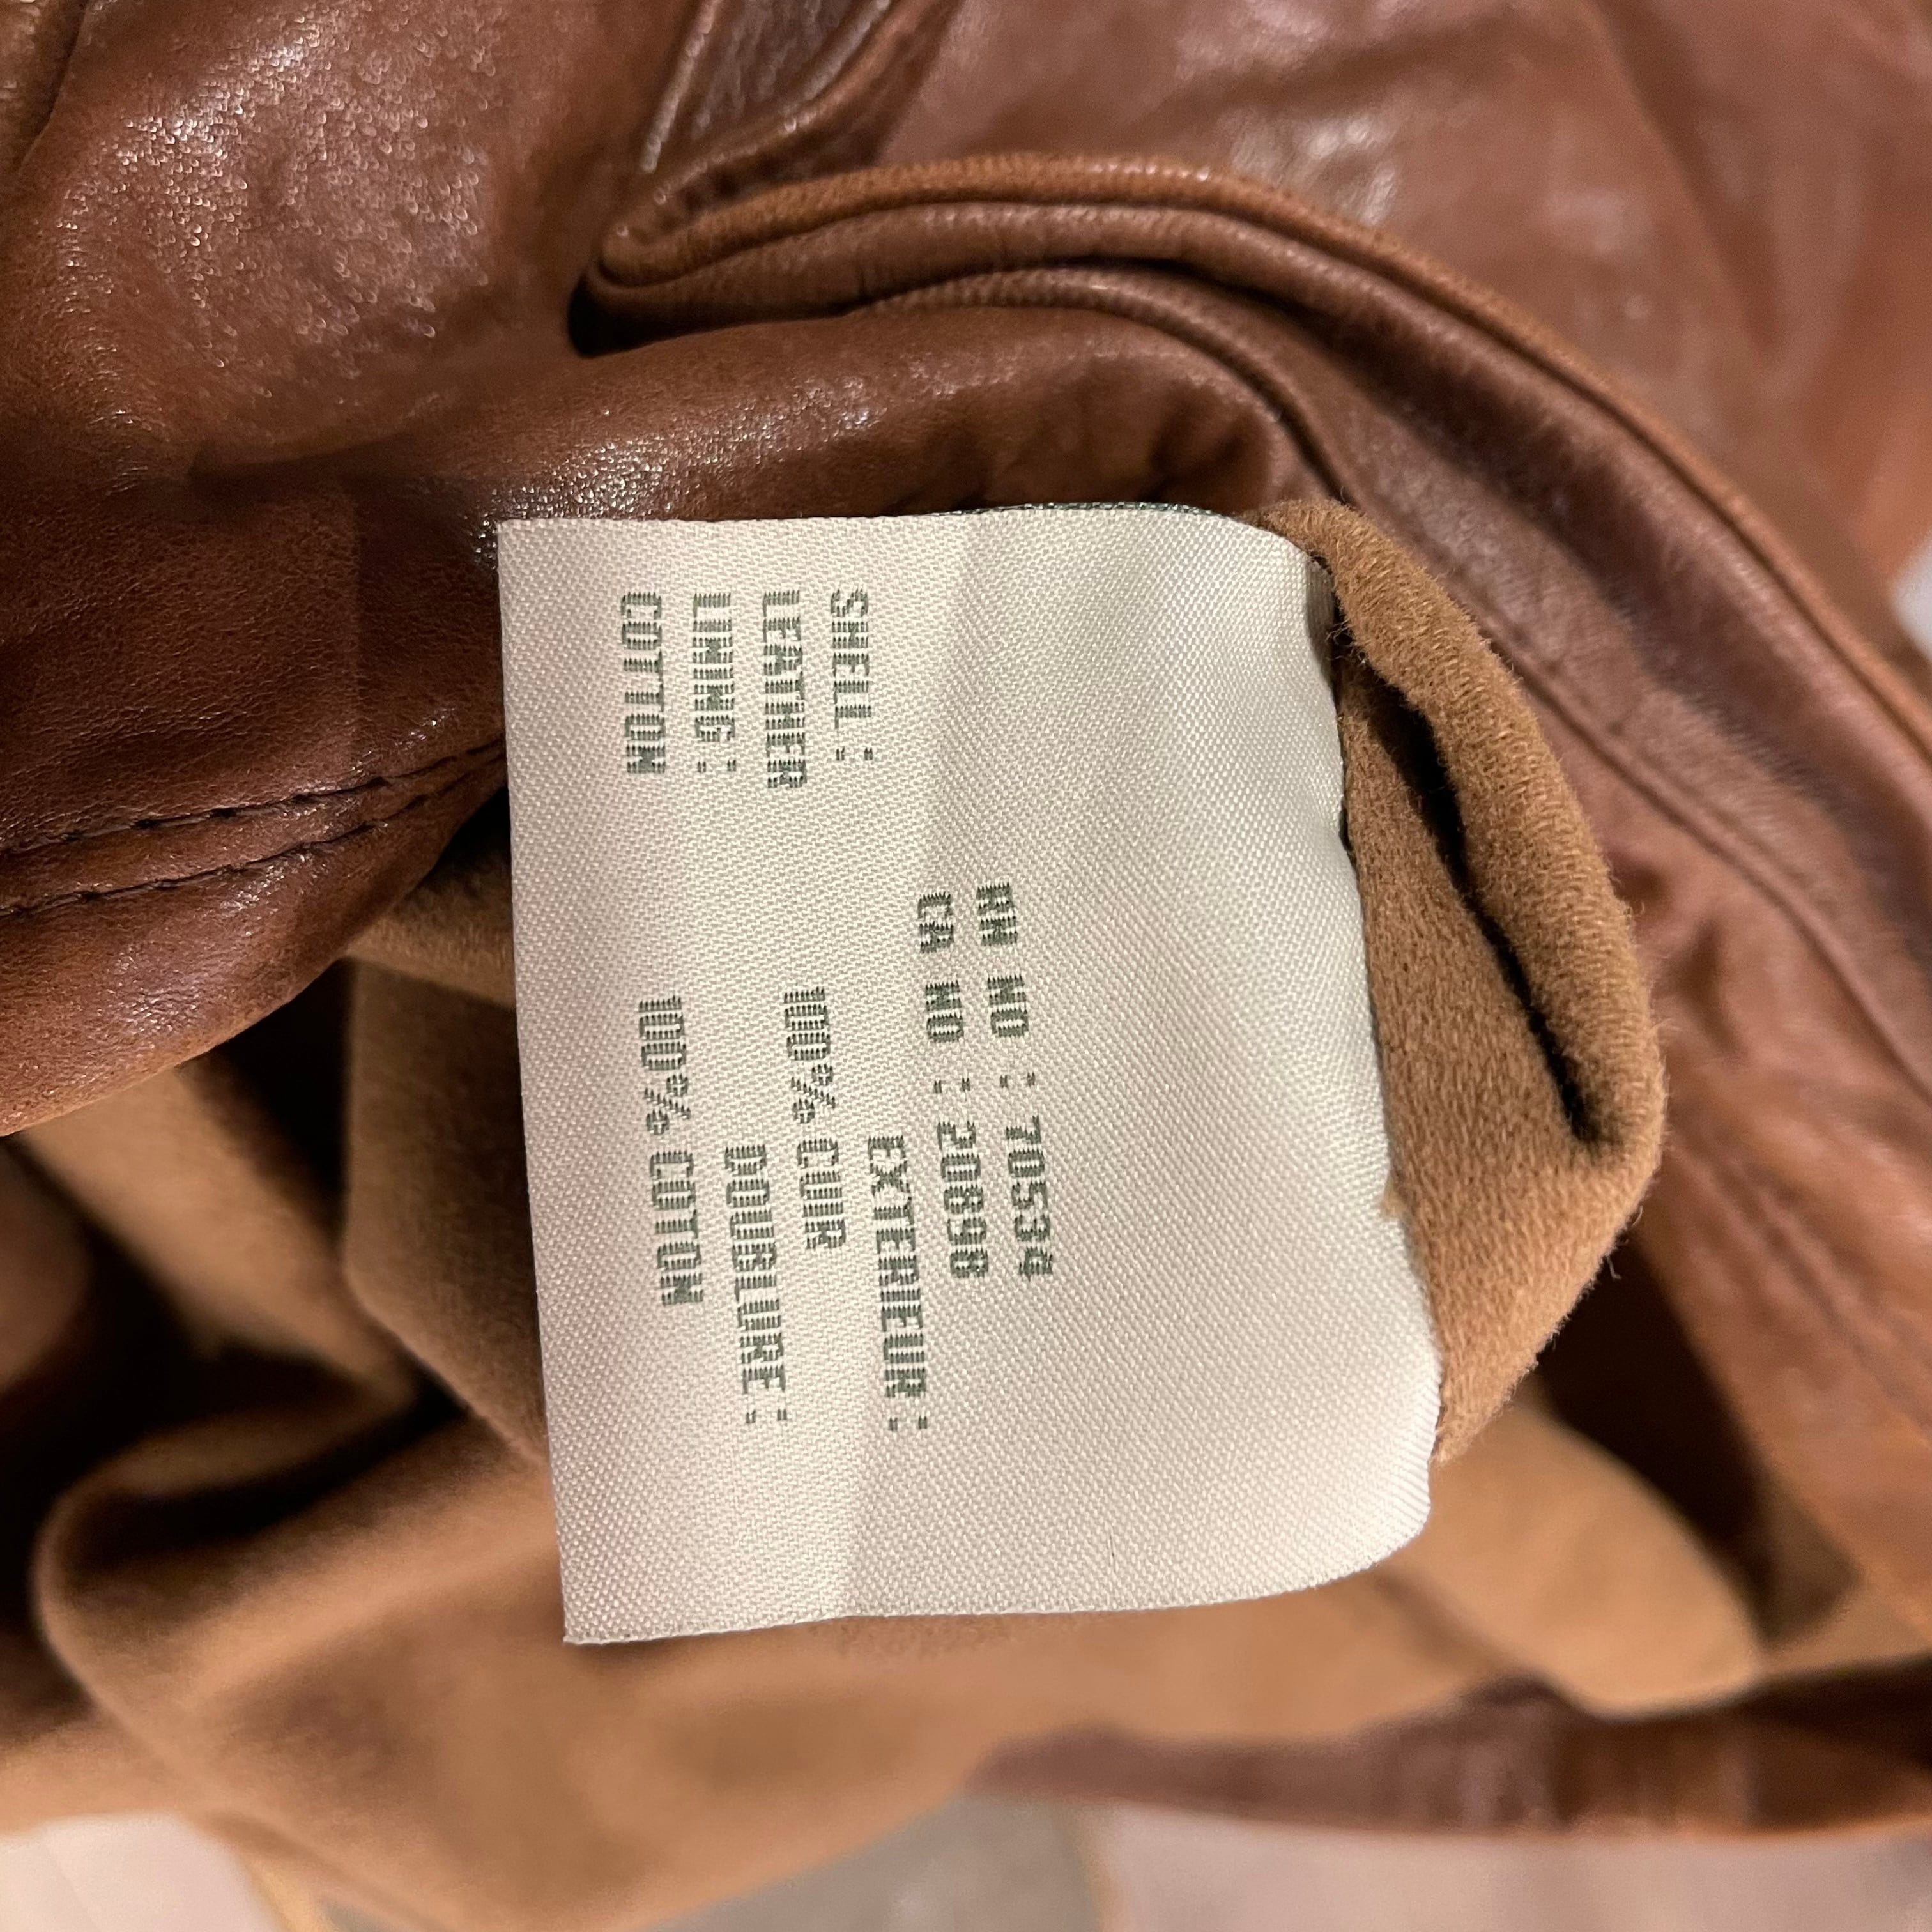 RN NO : 70534
CA NO : 20898
SHELL :
EXTERIEUR :
LEATHER
100% CUIR
LINING :
DOUBLURE :
COTTON
100% COTON